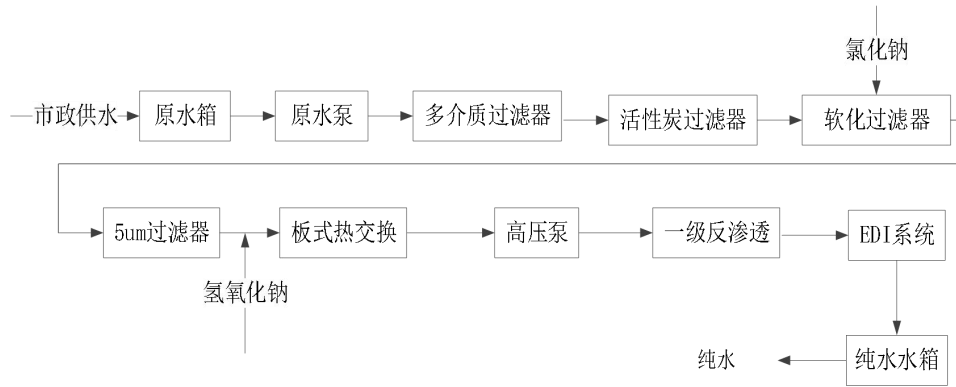 氯化钠
市政供水
原水箱
原水泵
多介质过滤器
活性炭过滤器
软化过滤器
5um过滤器
板式热交换
高压泵
一级反渗透
EDI系统
氢氧化钠
纯水
纯水水箱